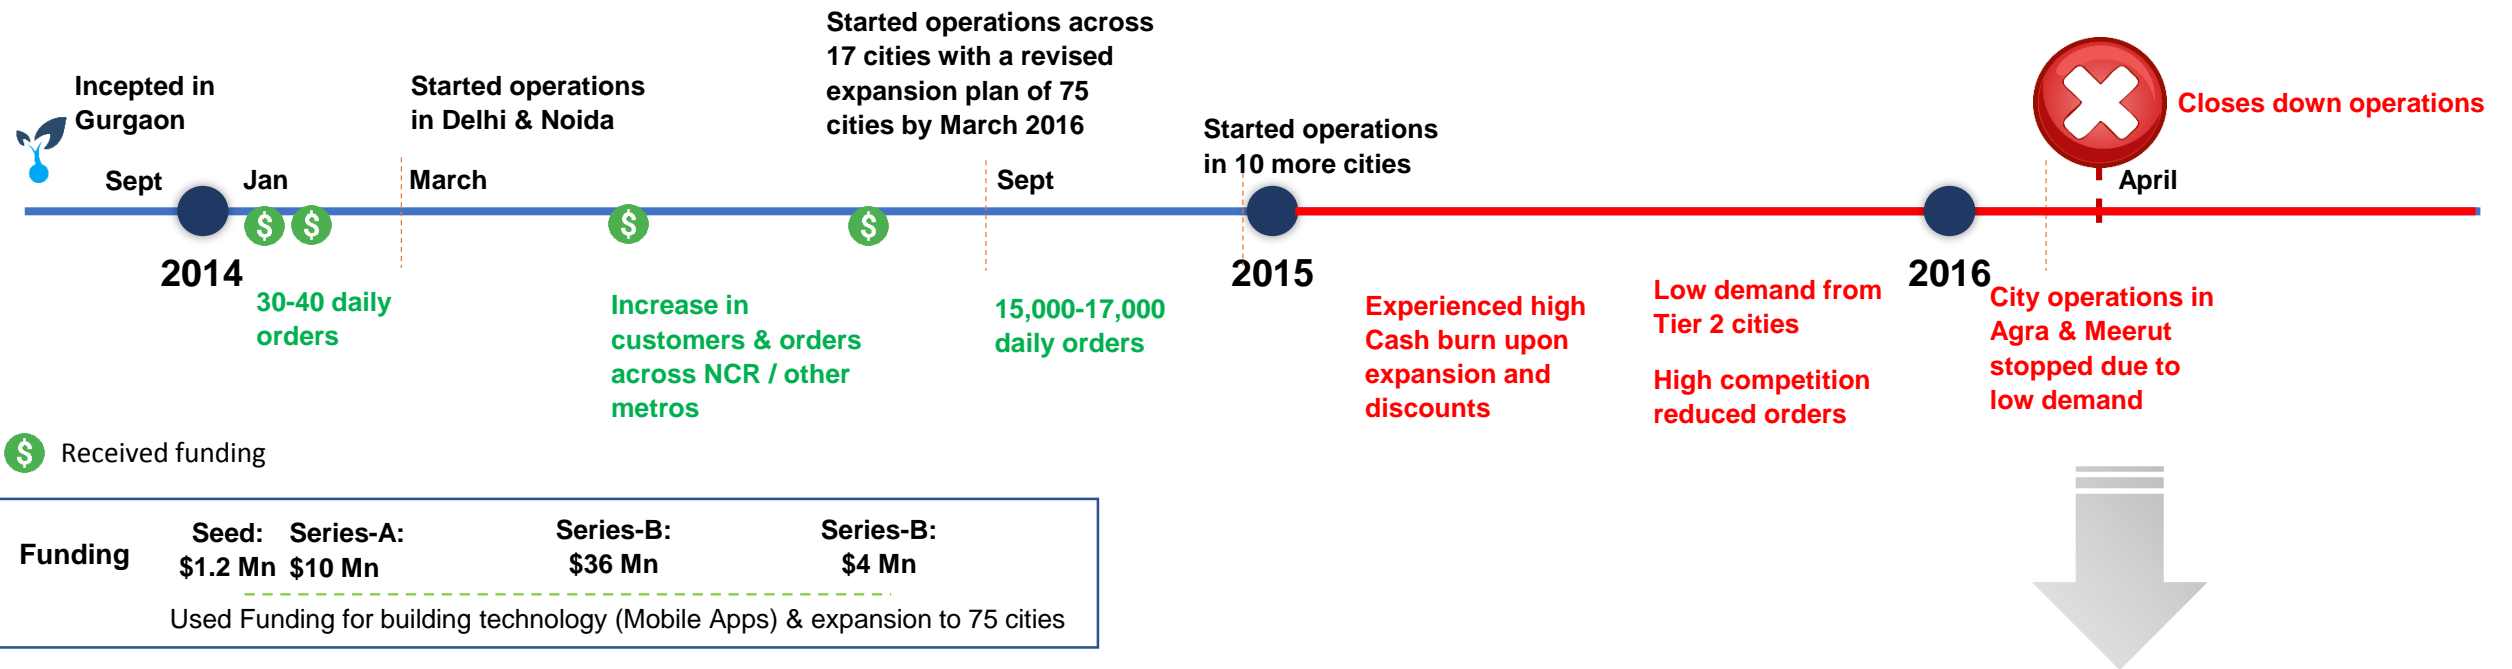 Incepted in
Gurgaon
Started operations
in Delhi & Noida
Started operations across
17 cities with a revised
expansion plan of 75
cities by March 2016
Started operations
in 10 more cities
Closes down operations
Sept
Jan
March
Sept
April
$
$
$
$
2014
2015
2016
30-40 daily
orders
Increase in
customers & orders
across NCR / other
metros
15,000-17,000
daily orders
Experienced high
Cash burn upon
expansion and
discounts
Low demand from
Tier 2 cities
High competition
reduced orders
City operations in
Agra & Meerut
stopped due to
low demand
$ Received funding
Funding
Seed:
$1.2 Mn
Series-A:
$10 Mn
Series-B:
$36 Mn
Series-B:
$4 Mn
Used Funding for building technology (Mobile Apps) & expansion to 75 cities